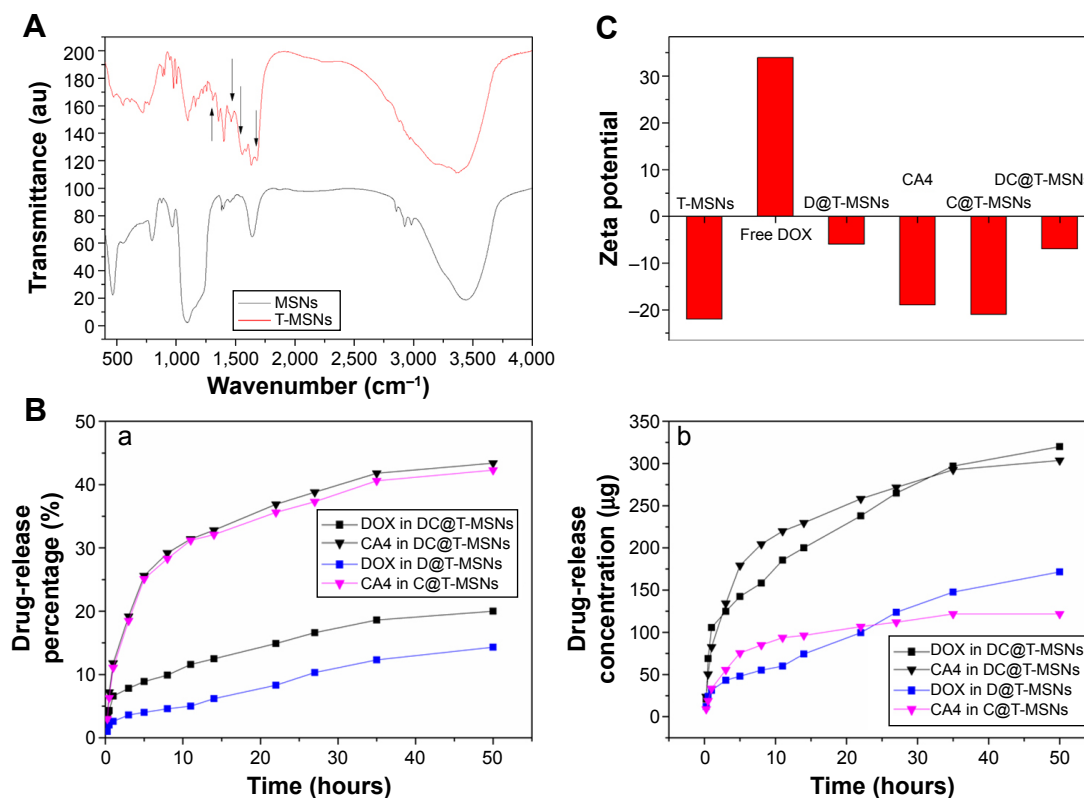 A
Transmittance (au)
200
180
160
140
120
100
80
60
40
20
0
MSNs
T-MSNs
500 1,000 1,500 2,000 2,500 3,000 3,500 4,000
Wavenumber (cm⁻¹)
C
Zeta potential
30
20
10
0
–10
–20
T-MSNs
Free DOX
D@T-MSNs
CA4
C@T-MSNs
DC@T-MSN
B
a
Drug-release
percentage (%)
50
40
30
20
10
0
DOX in DC@T-MSNs
CA4 in DC@T-MSNs
DOX in D@T-MSNs
CA4 in C@T-MSNs
0 10 20 30 40 50
Time (hours)
b
Drug-release
concentration (µg)
350
300
250
200
150
100
50
0
DOX in DC@T-MSNs
CA4 in DC@T-MSNs
DOX in D@T-MSNs
CA4 in C@T-MSNs
0 10 20 30 40 50
Time (hours)